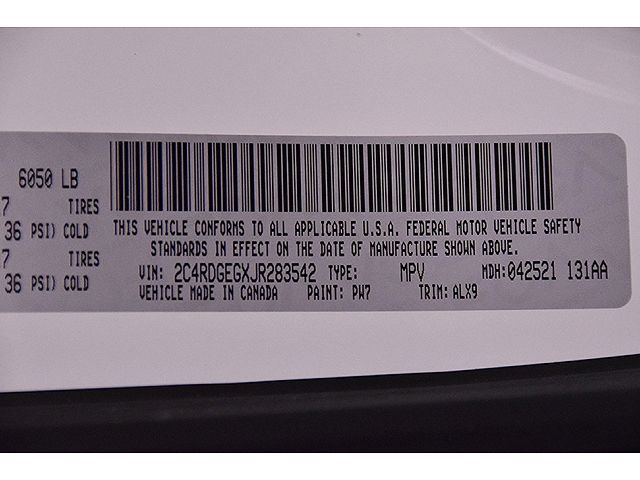 6050 LB
7 TIRES
36 PSI) COLD
7 TIRES
36 PSI) COLD
THIS VEHICLE CONFORMS TO ALL APPLICABLE U.S.A. FEDERAL MOTOR VEHICLE SAFETY
STANDARDS IN EFFECT ON THE DATE OF MANUFACTURE SHOWN ABOVE.
VIN: 2C4RDGEGXJR283542 TYPE: MPV MDH: 042521 131AA
VEHICLE MADE IN CANADA PAINT: PW7 TRIM: ALX9